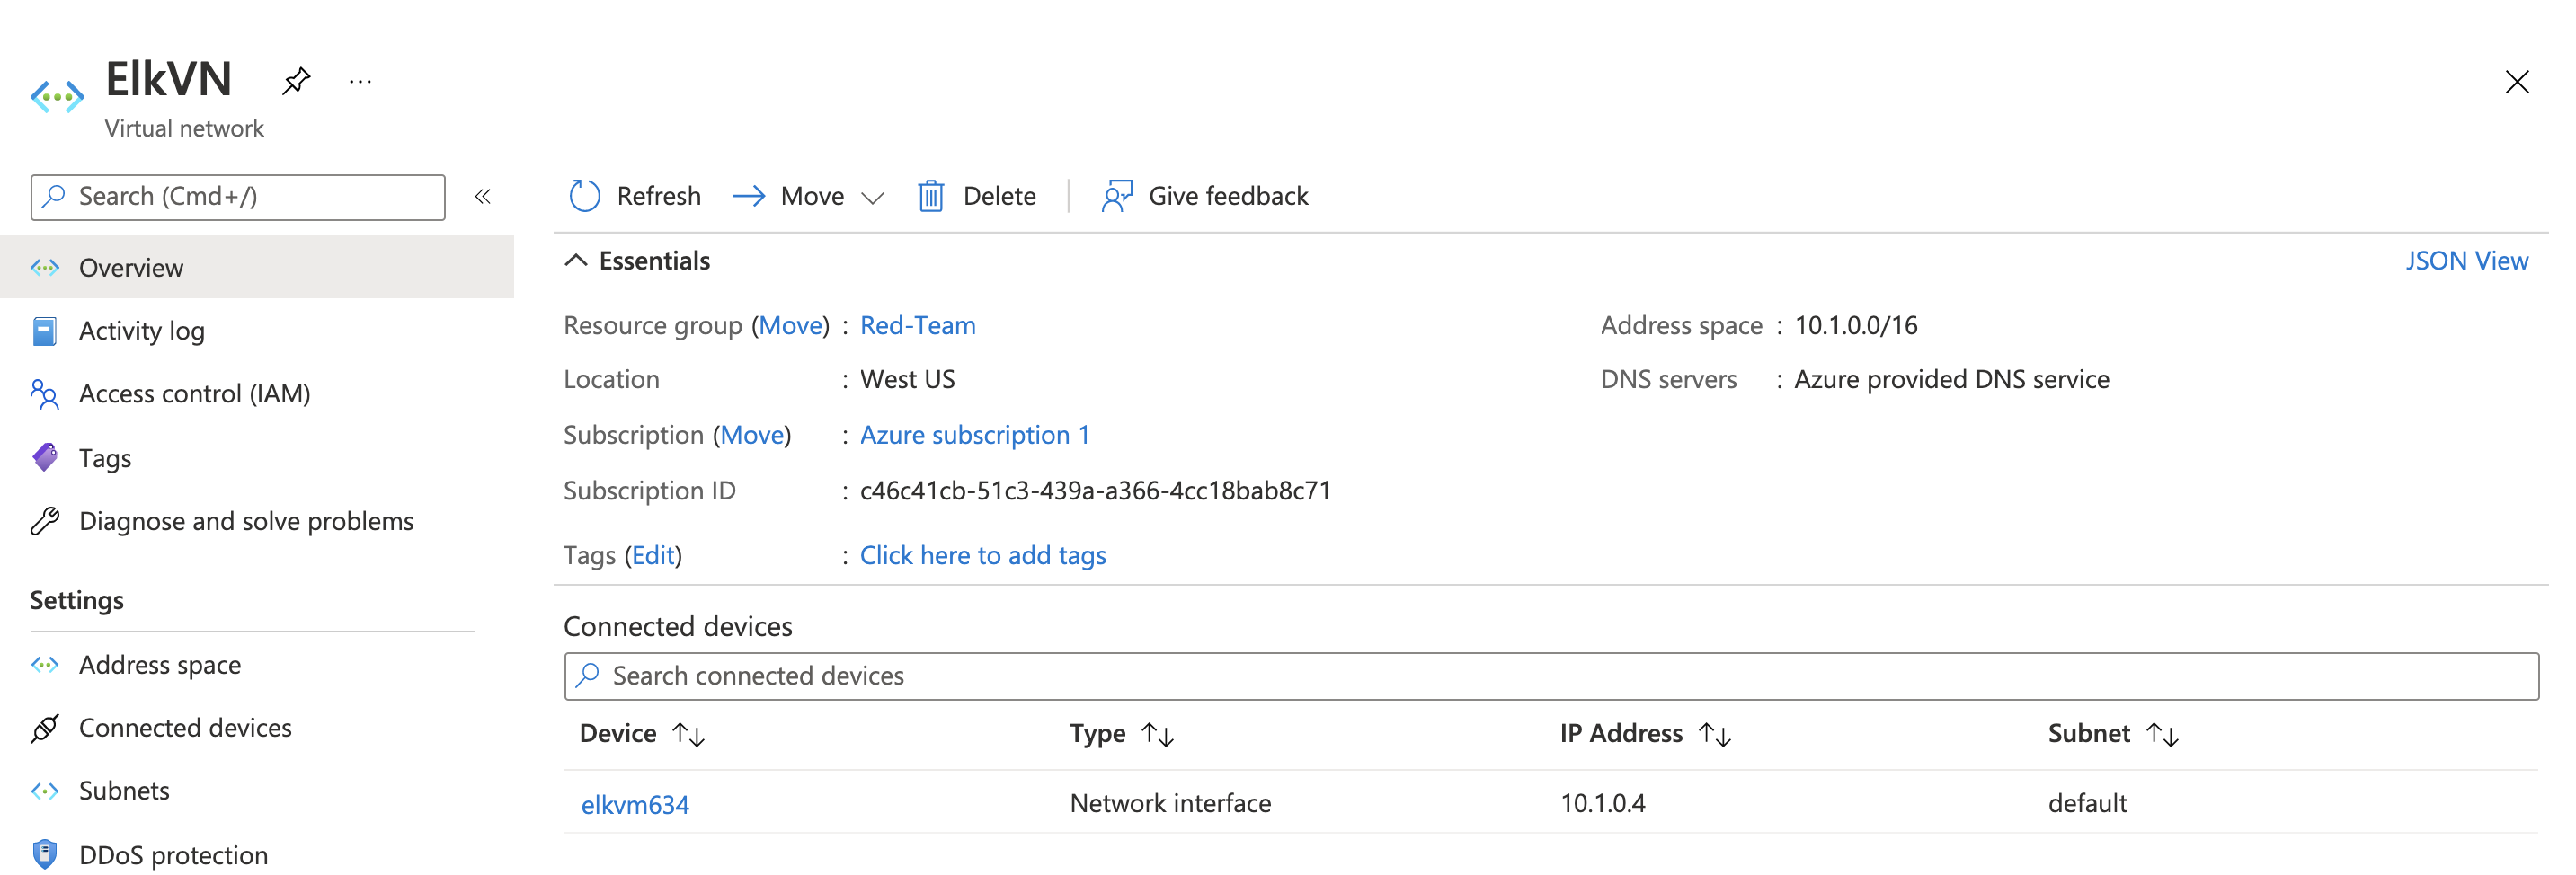 ElkVN
...
Virtual network
Search (Cmd+/)
«
Overview
Activity log
Access control (IAM)
Tags
Diagnose and solve problems
Settings
Address space
Connected devices
Subnets
DDoS protection
Refresh Move Delete Give feedback
Essentials JSON View
Resource group (Move) : Red-Team Address space : 10.1.0.0/16
Location : West US DNS servers : Azure provided DNS service
Subscription (Move) : Azure subscription 1
Subscription ID : c46c41cb-51c3-439a-a366-4cc18bab8c71
Tags (Edit) : Click here to add tags
Connected devices
Search connected devices
Device ↑↓ Type ↑↓ IP Address ↑↓ Subnet ↑↓
elkvm634 Network interface 10.1.0.4 default